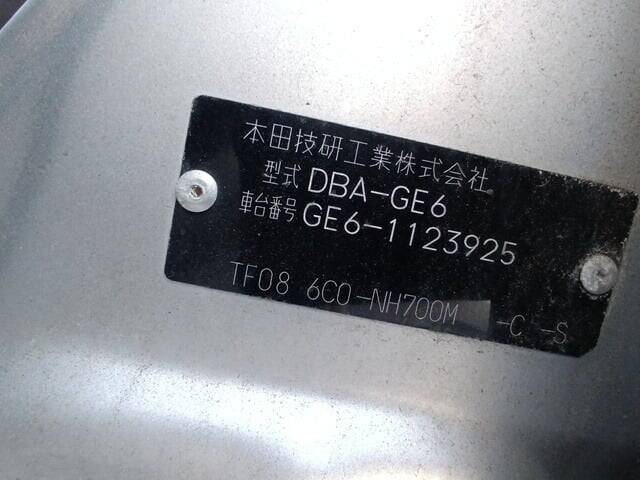 本田技研工業株式会社
型式 DBA-GE6
車台番号 GE6-1123925
TF08 6C0-NH700M -C -S